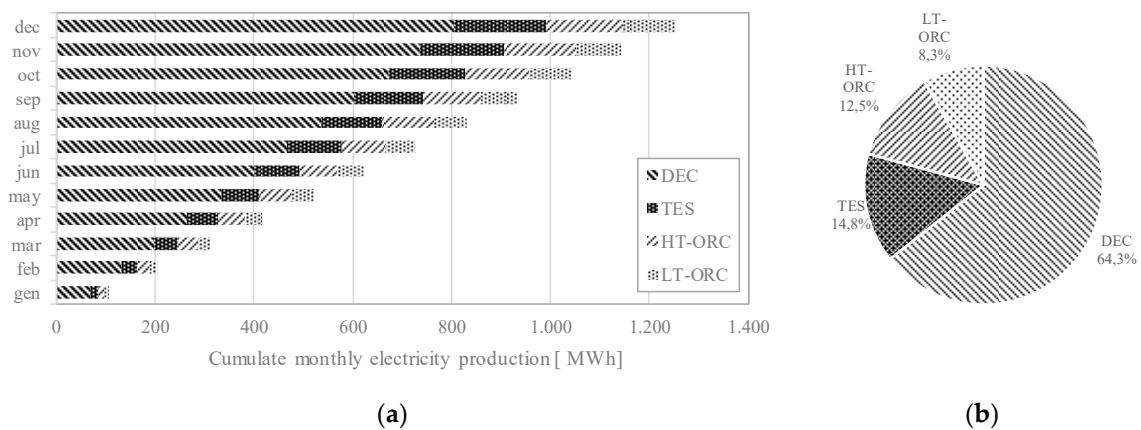 dec
nov
oct
sep
aug
jul
jun
may
apr
mar
feb
gen
0
200
400
600
800
1.000
1.200
1.400
Cumulate monthly electricity production [ MWh]
DEC
TES
HT-ORC
LT-ORC
(a)
LT-
ORC
8,3%
HT-
ORC
12,5%
TES
14,8%
DEC
64,3%
(b)